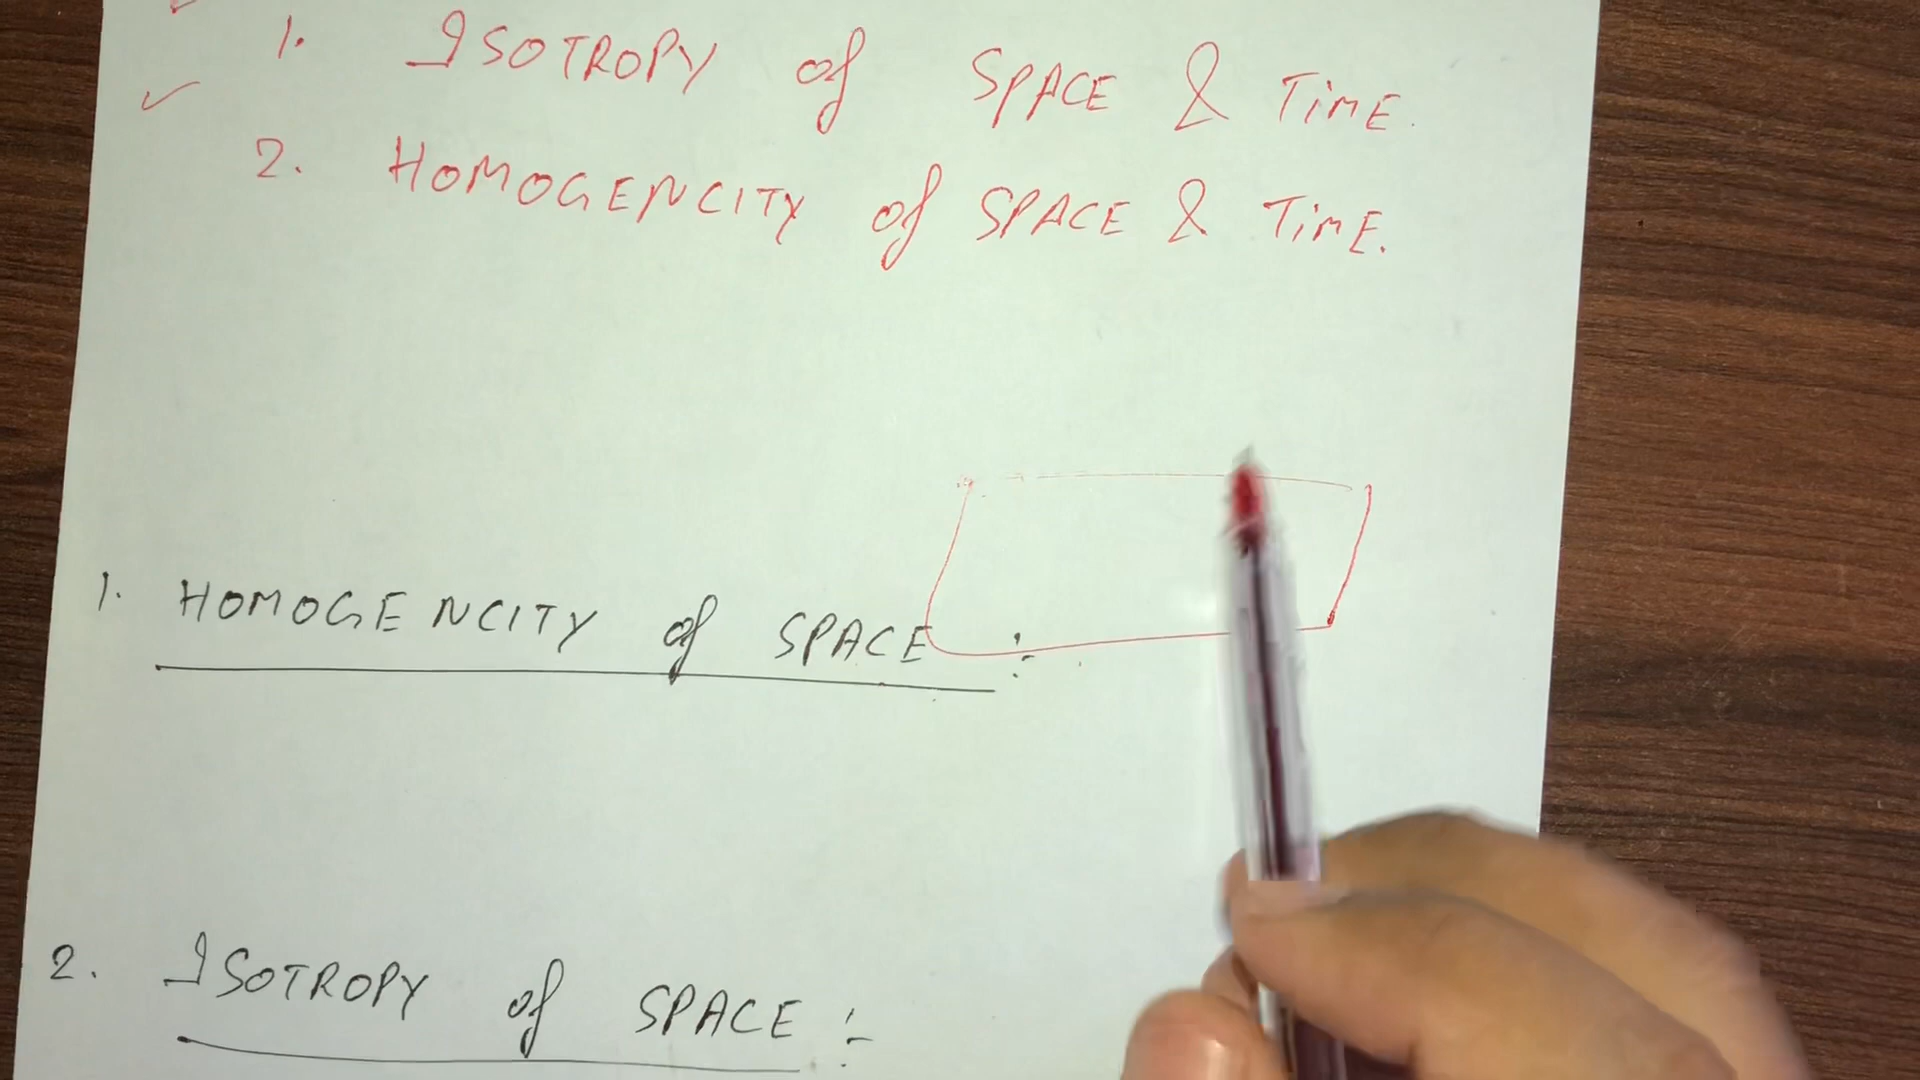 1. ISOTROPY of SPACE & TIME.
2. HOMOGENCITY of SPACE & TIME.
1. HOMOGENCITY of SPACE :-
2. ISOTROPY of SPACE :-